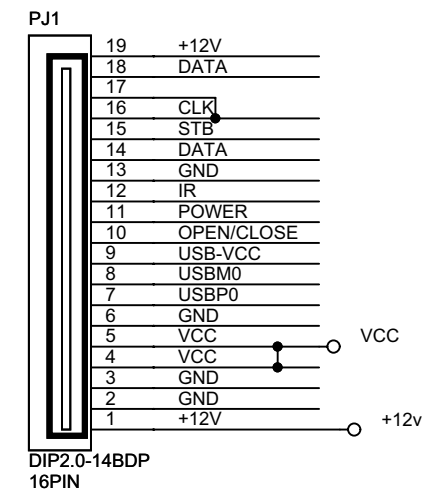 PJ1
19 +12V
18 DATA
17
16 CLK
15 STB
14 DATA
13 GND
12 IR
11 POWER
10 OPEN/CLOSE
9 USB-VCC
8 USBM0
7 USBP0
6 GND
5 VCC VCC
4 VCC
3 GND
2 GND
1 +12V +12v
DIP2.0-14BDP
16PIN